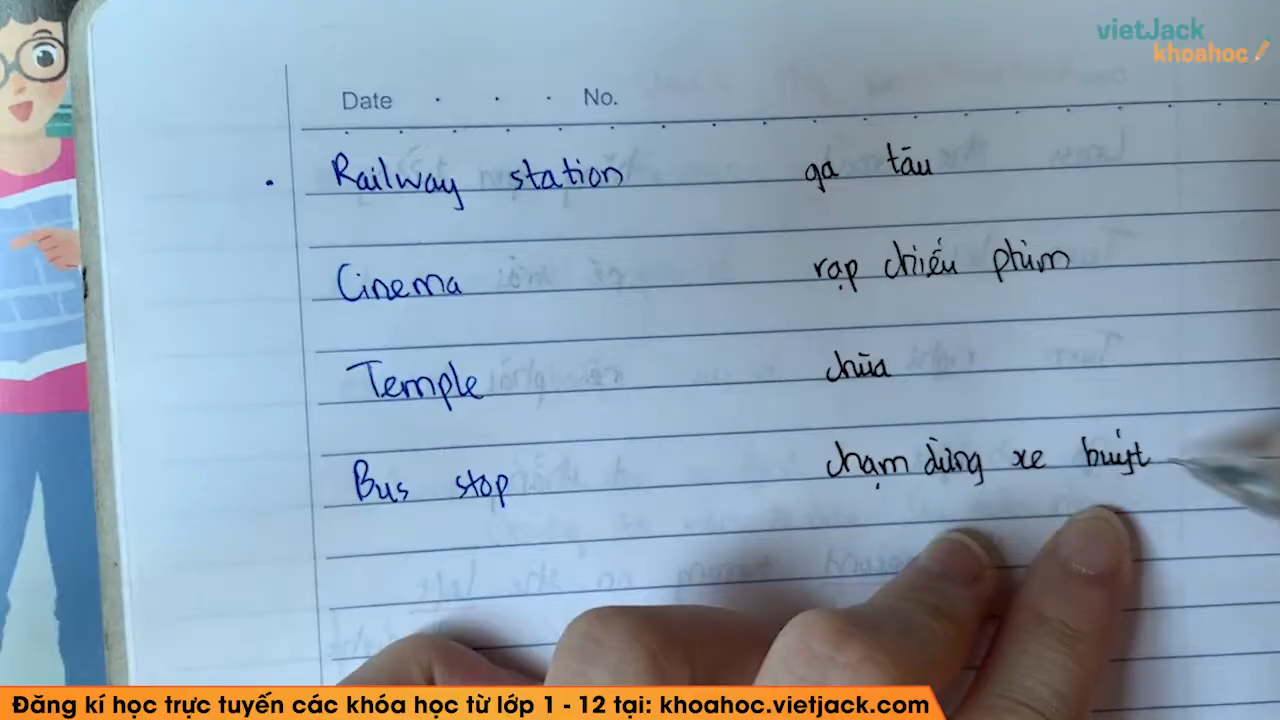 vietJack
khoahoc
Date . . . No.
Railway station ga tàu
Cinema rạp chiếu phim
Temple chùa
Bus stop chạm dừng xe buýt
Đăng kí học trực tuyến các khóa học từ lớp 1 - 12 tại: khoahoc.vietjack.com